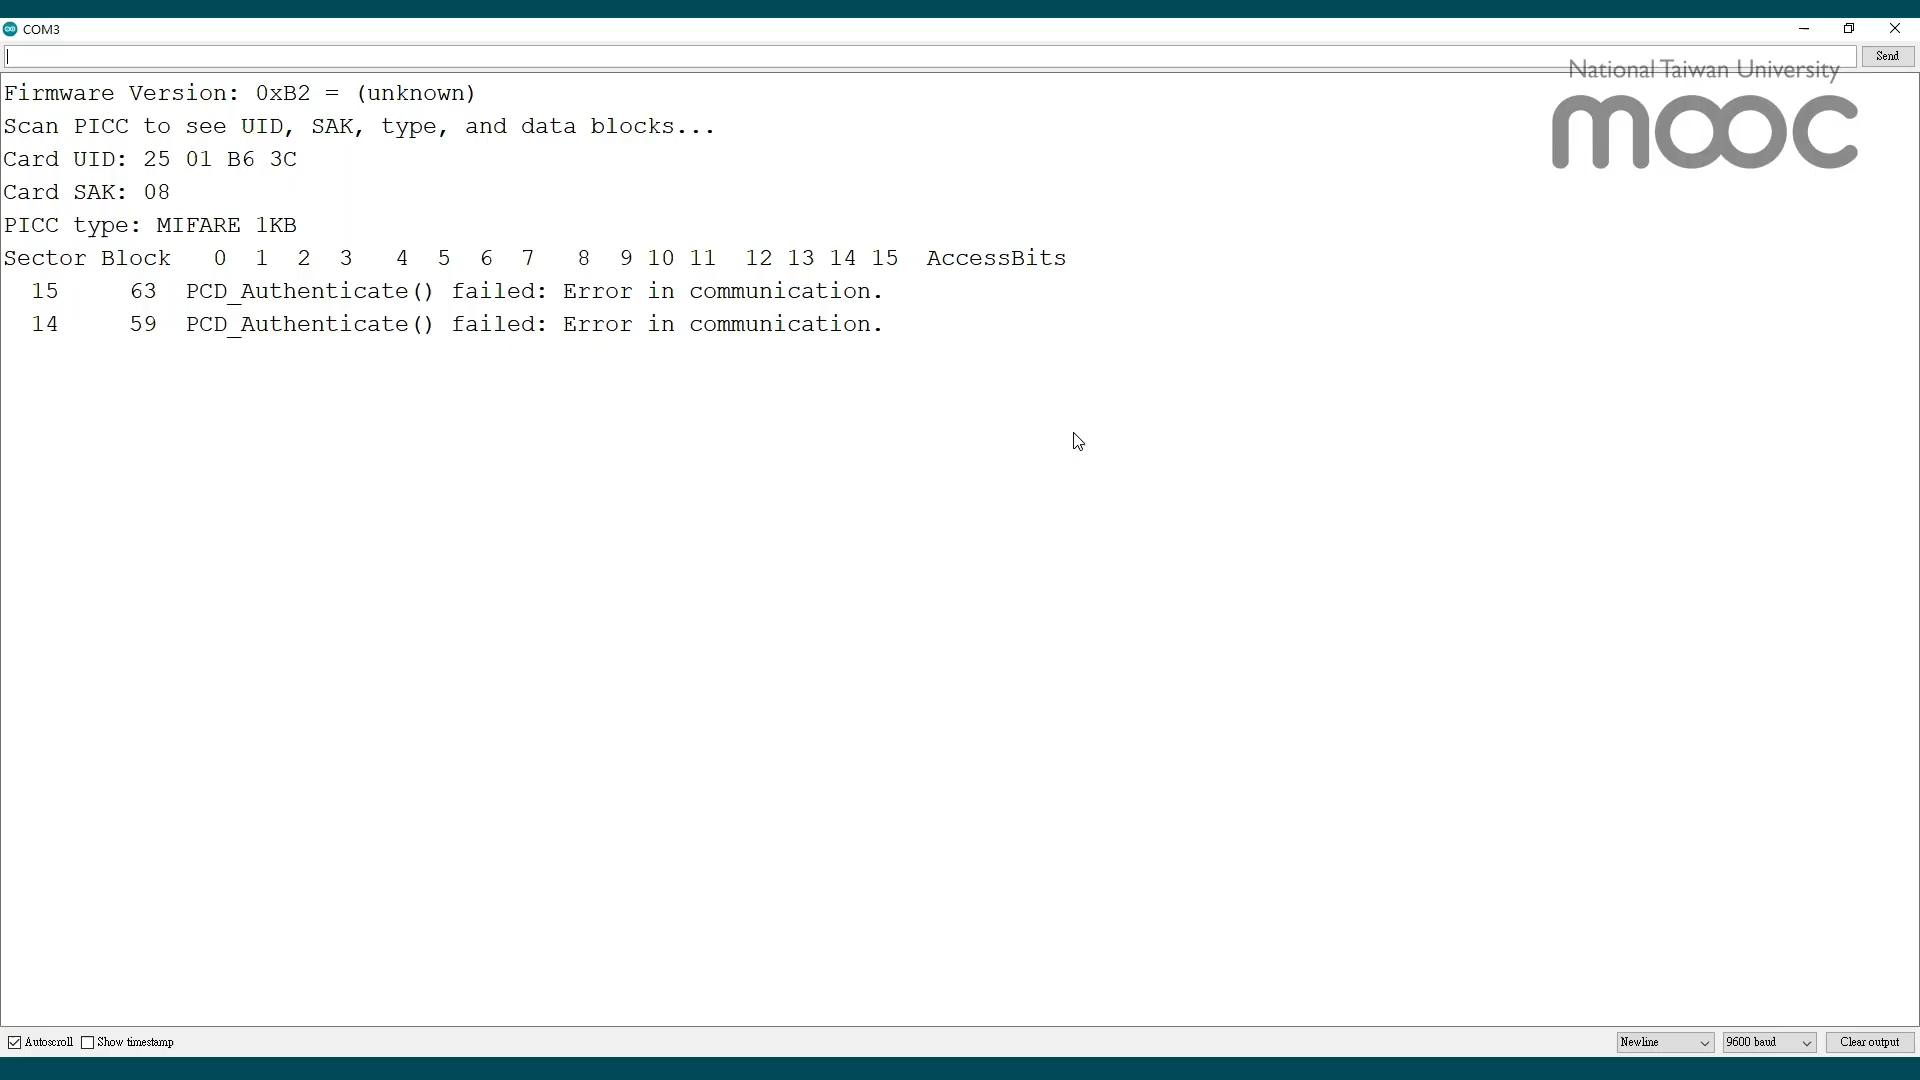 COM3
Send
National Taiwan University
mooc
Firmware Version: 0xB2 = (unknown)
Scan PICC to see UID, SAK, type, and data blocks...
Card UID: 25 01 B6 3C
Card SAK: 08
PICC type: MIFARE 1KB
Sector Block   0  1  2  3   4  5  6  7   8  9 10 11  12 13 14 15  AccessBits
  15     63  PCD_Authenticate() failed: Error in communication.
  14     59  PCD_Authenticate() failed: Error in communication.
Autoscroll Show timestamp Newline 9600 baud Clear output